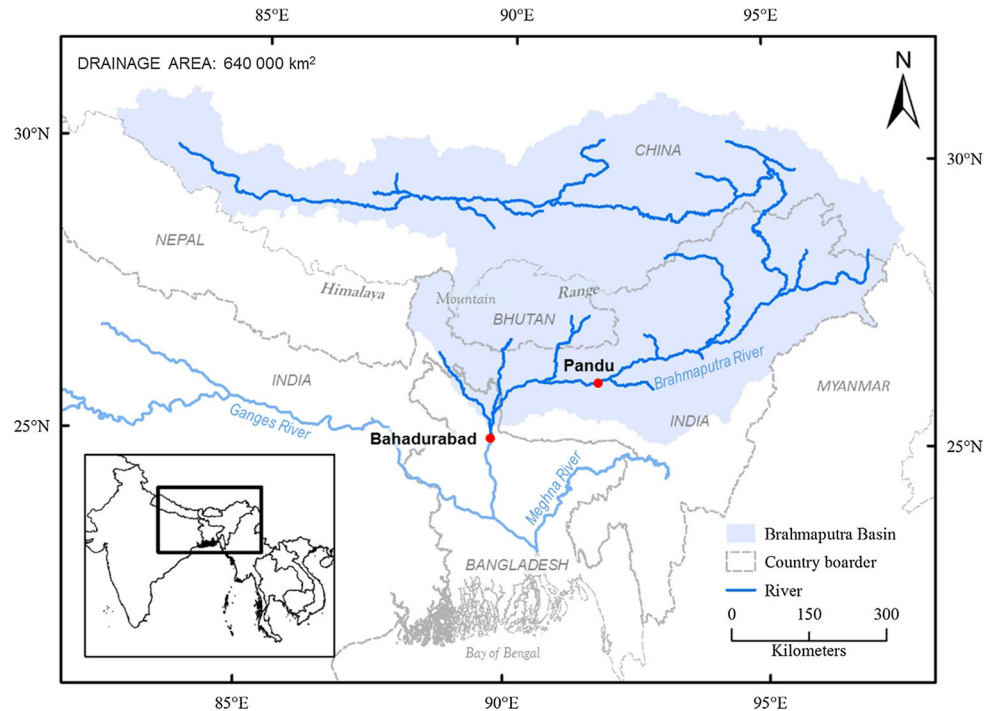 85°E 90°E 95°E
DRAINAGE AREA: 640 000 km²
N
30°N
30°N
CHINA
NEPAL
Himalaya
Mountain
Range
BHUTAN
Pandu
INDIA
Brahmaputra River
MYANMAR
Ganges River
INDIA
25°N
Bahadurabad
25°N
Meghna River
Brahmaputra Basin
BANGLADESH
Country boarder
River
0 150 300
Kilometers
Bay of Bengal
85°E 90°E 95°E